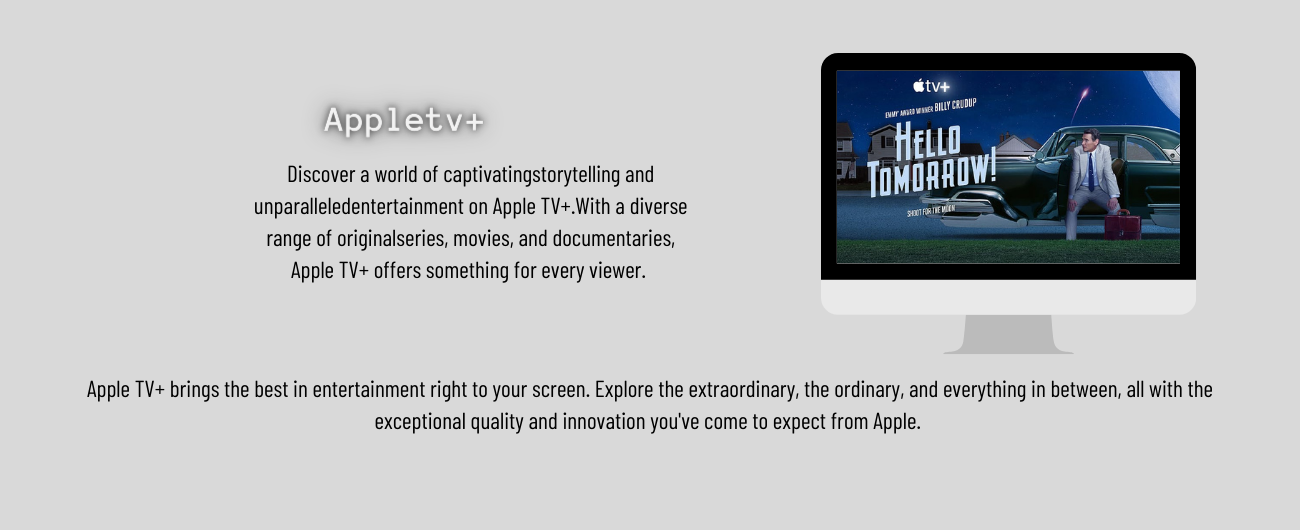 Appletv+
Discover a world of captivatingstorytelling and
unparalleledentertainment on Apple TV+.With a diverse
range of originalseries, movies, and documentaries,
Apple TV+ offers something for every viewer.
tv+
EMMY AWARD WINNER BILLY CRUDUP
HELLO
TOMORROW!
SHOOT FOR THE MOON
Apple TV+ brings the best in entertainment right to your screen. Explore the extraordinary, the ordinary, and everything in between, all with the
exceptional quality and innovation you've come to expect from Apple.